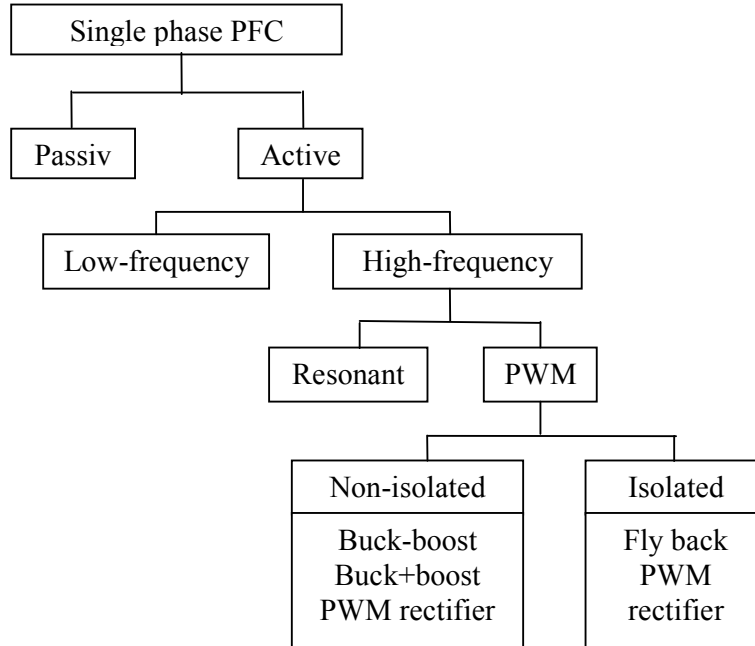 Single phase PFC
Passiv
Active
Low-frequency
High-frequency
Resonant
PWM
Non-isolated
Buck-boost
Buck+boost
PWM rectifier
Isolated
Fly back
PWM
rectifier